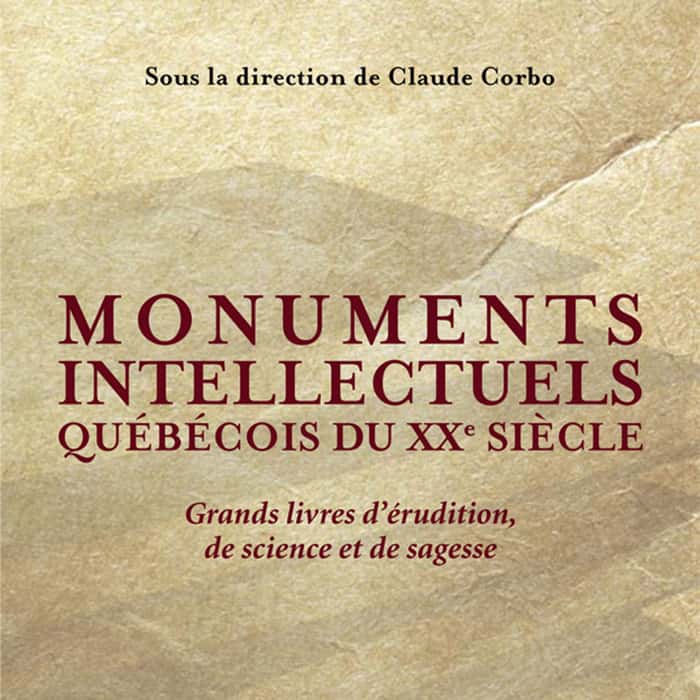 Sous la direction de Claude Corbo
MONUMENTS
INTELLECTUELS
QUÉBÉCOIS DU XXe SIÈCLE
Grands livres d'érudition,
de science et de sagesse